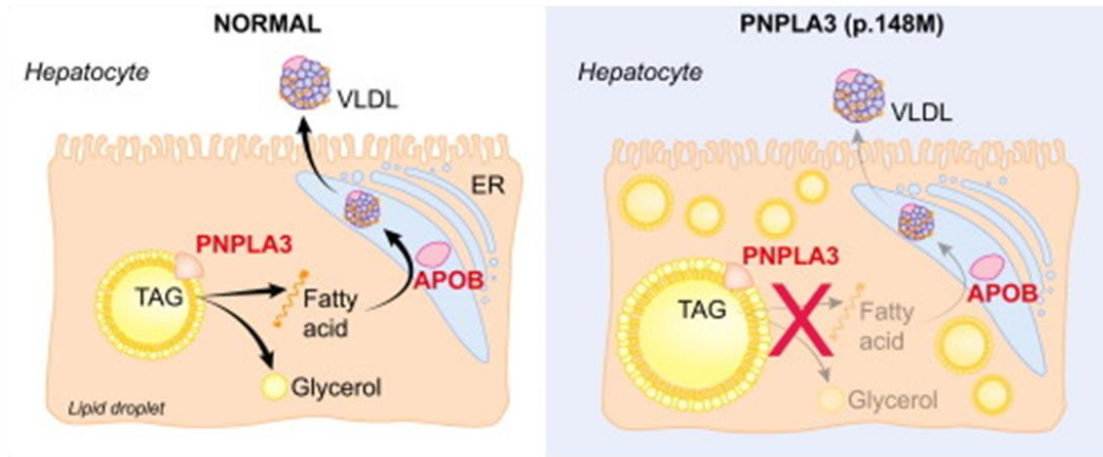 NORMAL
Hepatocyte
VLDL
ER
PNPLA3
APOB
TAG
Fatty
acid
Glycerol
Lipid droplet
PNPLA3 (p.148M)
Hepatocyte
VLDL
PNPLA3
APOB
TAG
Fatty
acid
Glycerol